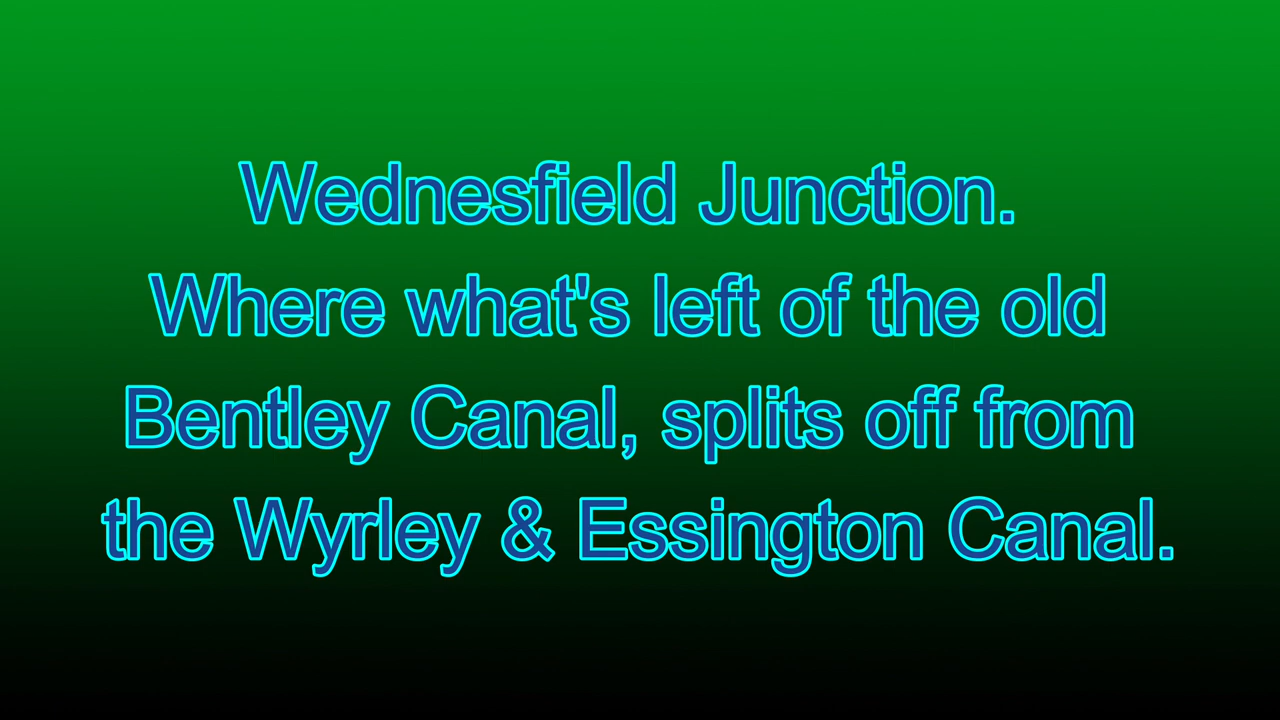 Wednesfield Junction.
Where what's left of the old
Bentley Canal, splits off from
the Wyrley & Essington Canal.